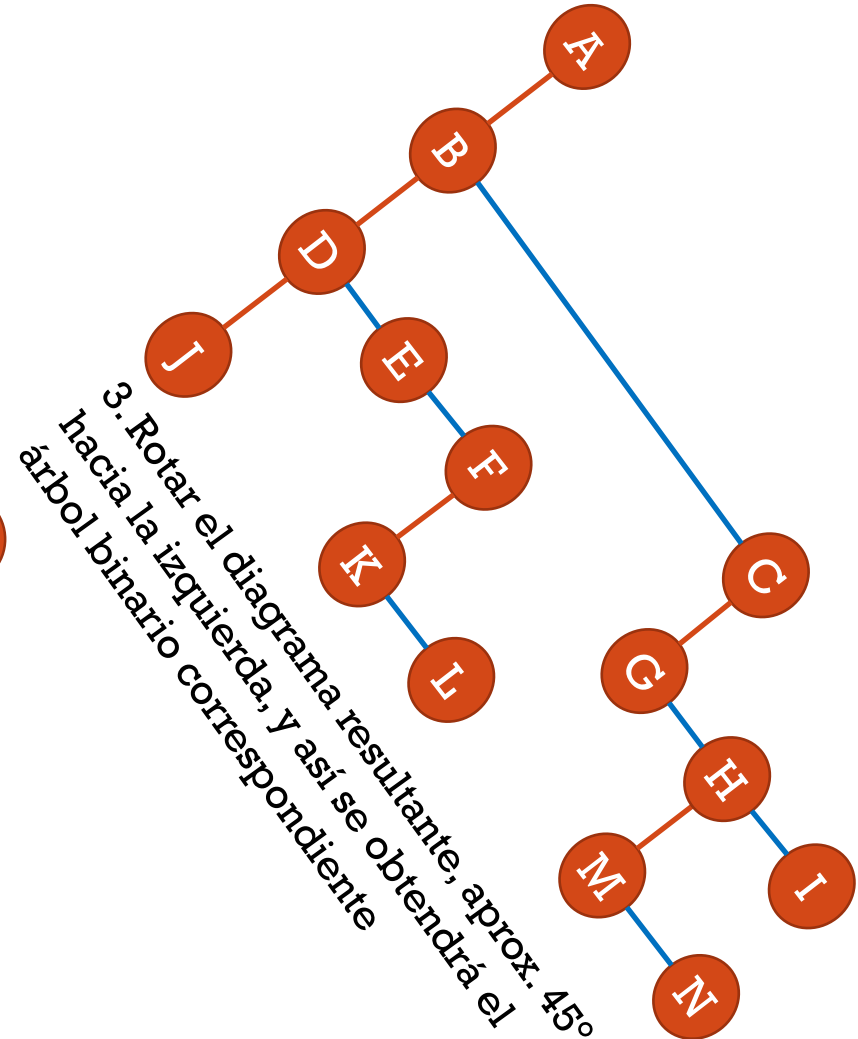 A
B
D
J
E
F
K
L
C
G
H
M
I
N
3. Rotar el diagrama resultante, aprox. 45°
hacia la izquierda, y así se obtendrá el
árbol binario correspondiente